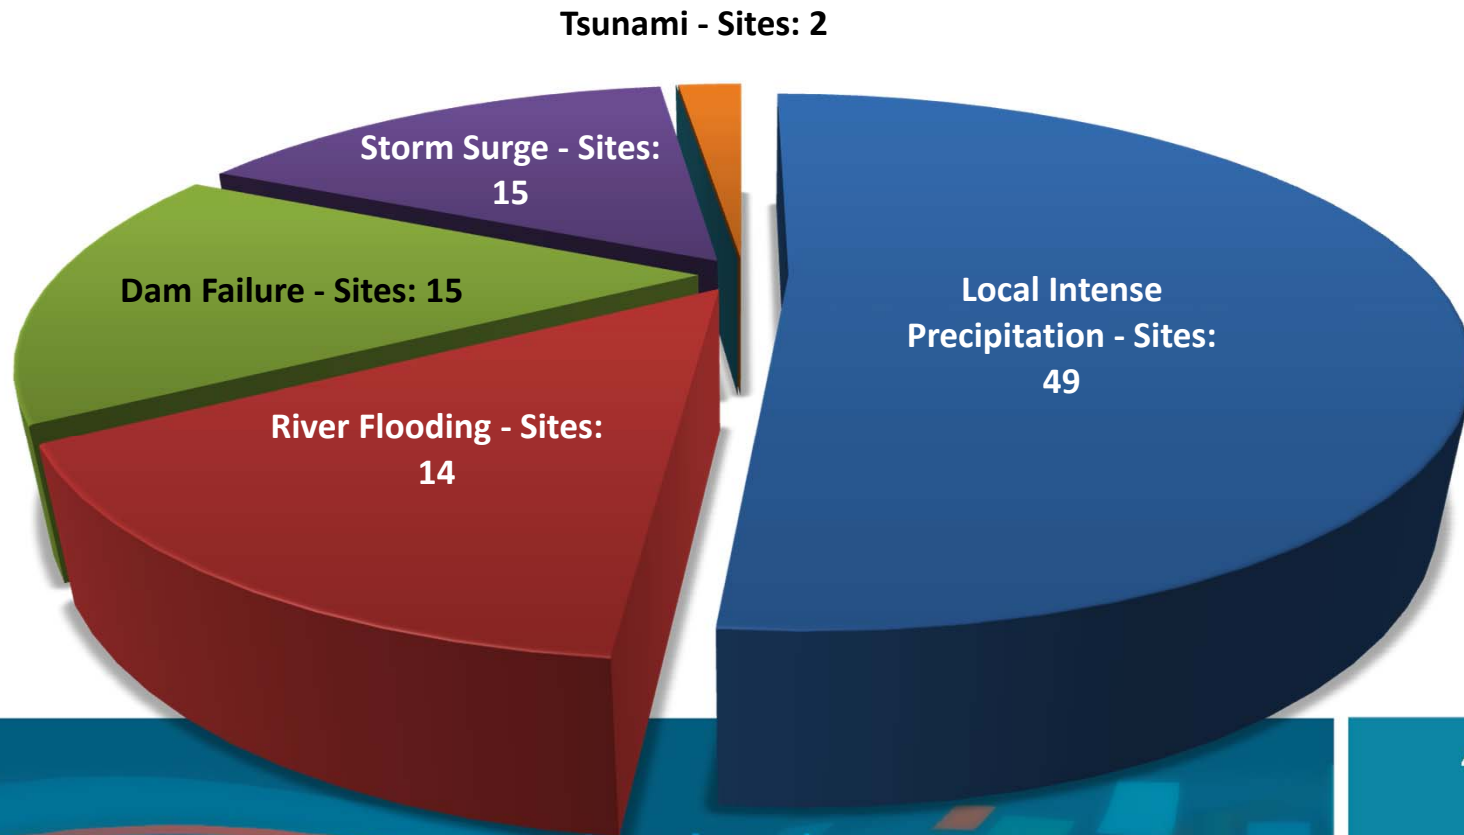 Tsunami - Sites: 2
Storm Surge - Sites:
15
Dam Failure - Sites: 15
Local Intense
Precipitation - Sites:
49
River Flooding - Sites:
14